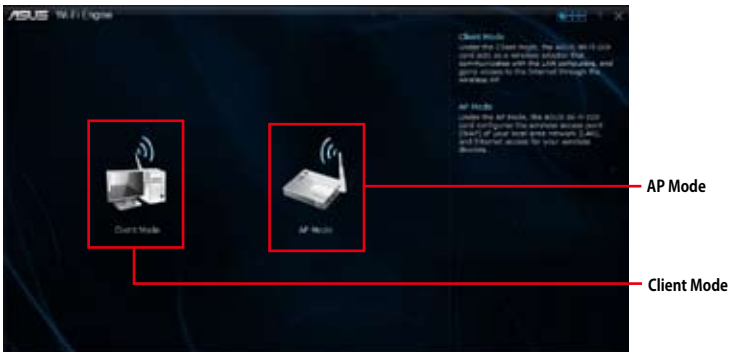 ASUS Wi-Fi Engine
Client Mode
Under the Client Mode, the ASUS Wi-Fi GO!
card acts as a wireless adapter that
communicates with the LAN computers, and
gains access to the Internet through the
wireless AP.
AP Mode
Under the AP Mode, the ASUS Wi-Fi GO!
card configures the wireless access point
(WAP) of your local area network (LAN),
and Internet access for your wireless
devices.
Client Mode
AP Mode
AP Mode
Client Mode